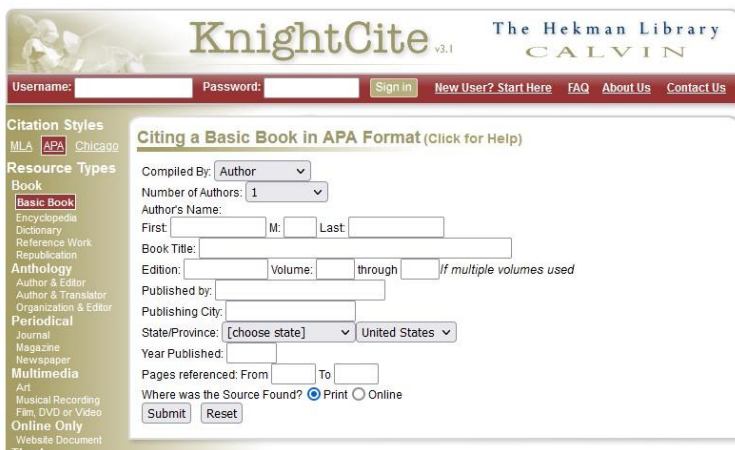 KnightCite v3.1
The Hekman Library
CALVIN
Username: Password: Sign in New User? Start Here FAQ About Us Contact Us
Citation Styles
MLA APA Chicago
Resource Types
Book
Basic Book
Encyclopedia
Dictionary
Reference Work
Republication
Anthology
Author & Editor
Author & Translator
Organization & Editor
Periodical
Journal
Magazine
Newspaper
Multimedia
Art
Musical Recording
Film, DVD or Video
Online Only
Website Document
Citing a Basic Book in APA Format (Click for Help)
Compiled By: Author
Number of Authors: 1
Author's Name:
First: M: Last:
Book Title:
Edition: Volume: through If multiple volumes used
Published by:
Publishing City:
State/Province: [choose state] United States
Year Published:
Pages referenced: From To
Where was the Source Found? Print Online
Submit Reset